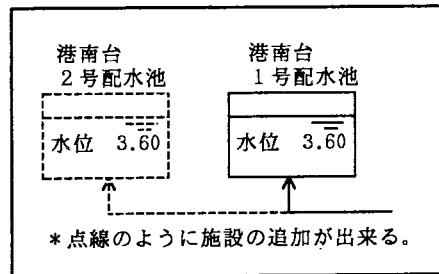 港南台
2号配水池
港南台
1号配水池
水位 3.60
水位 3.60
*点線のように施設の追加が出来る。